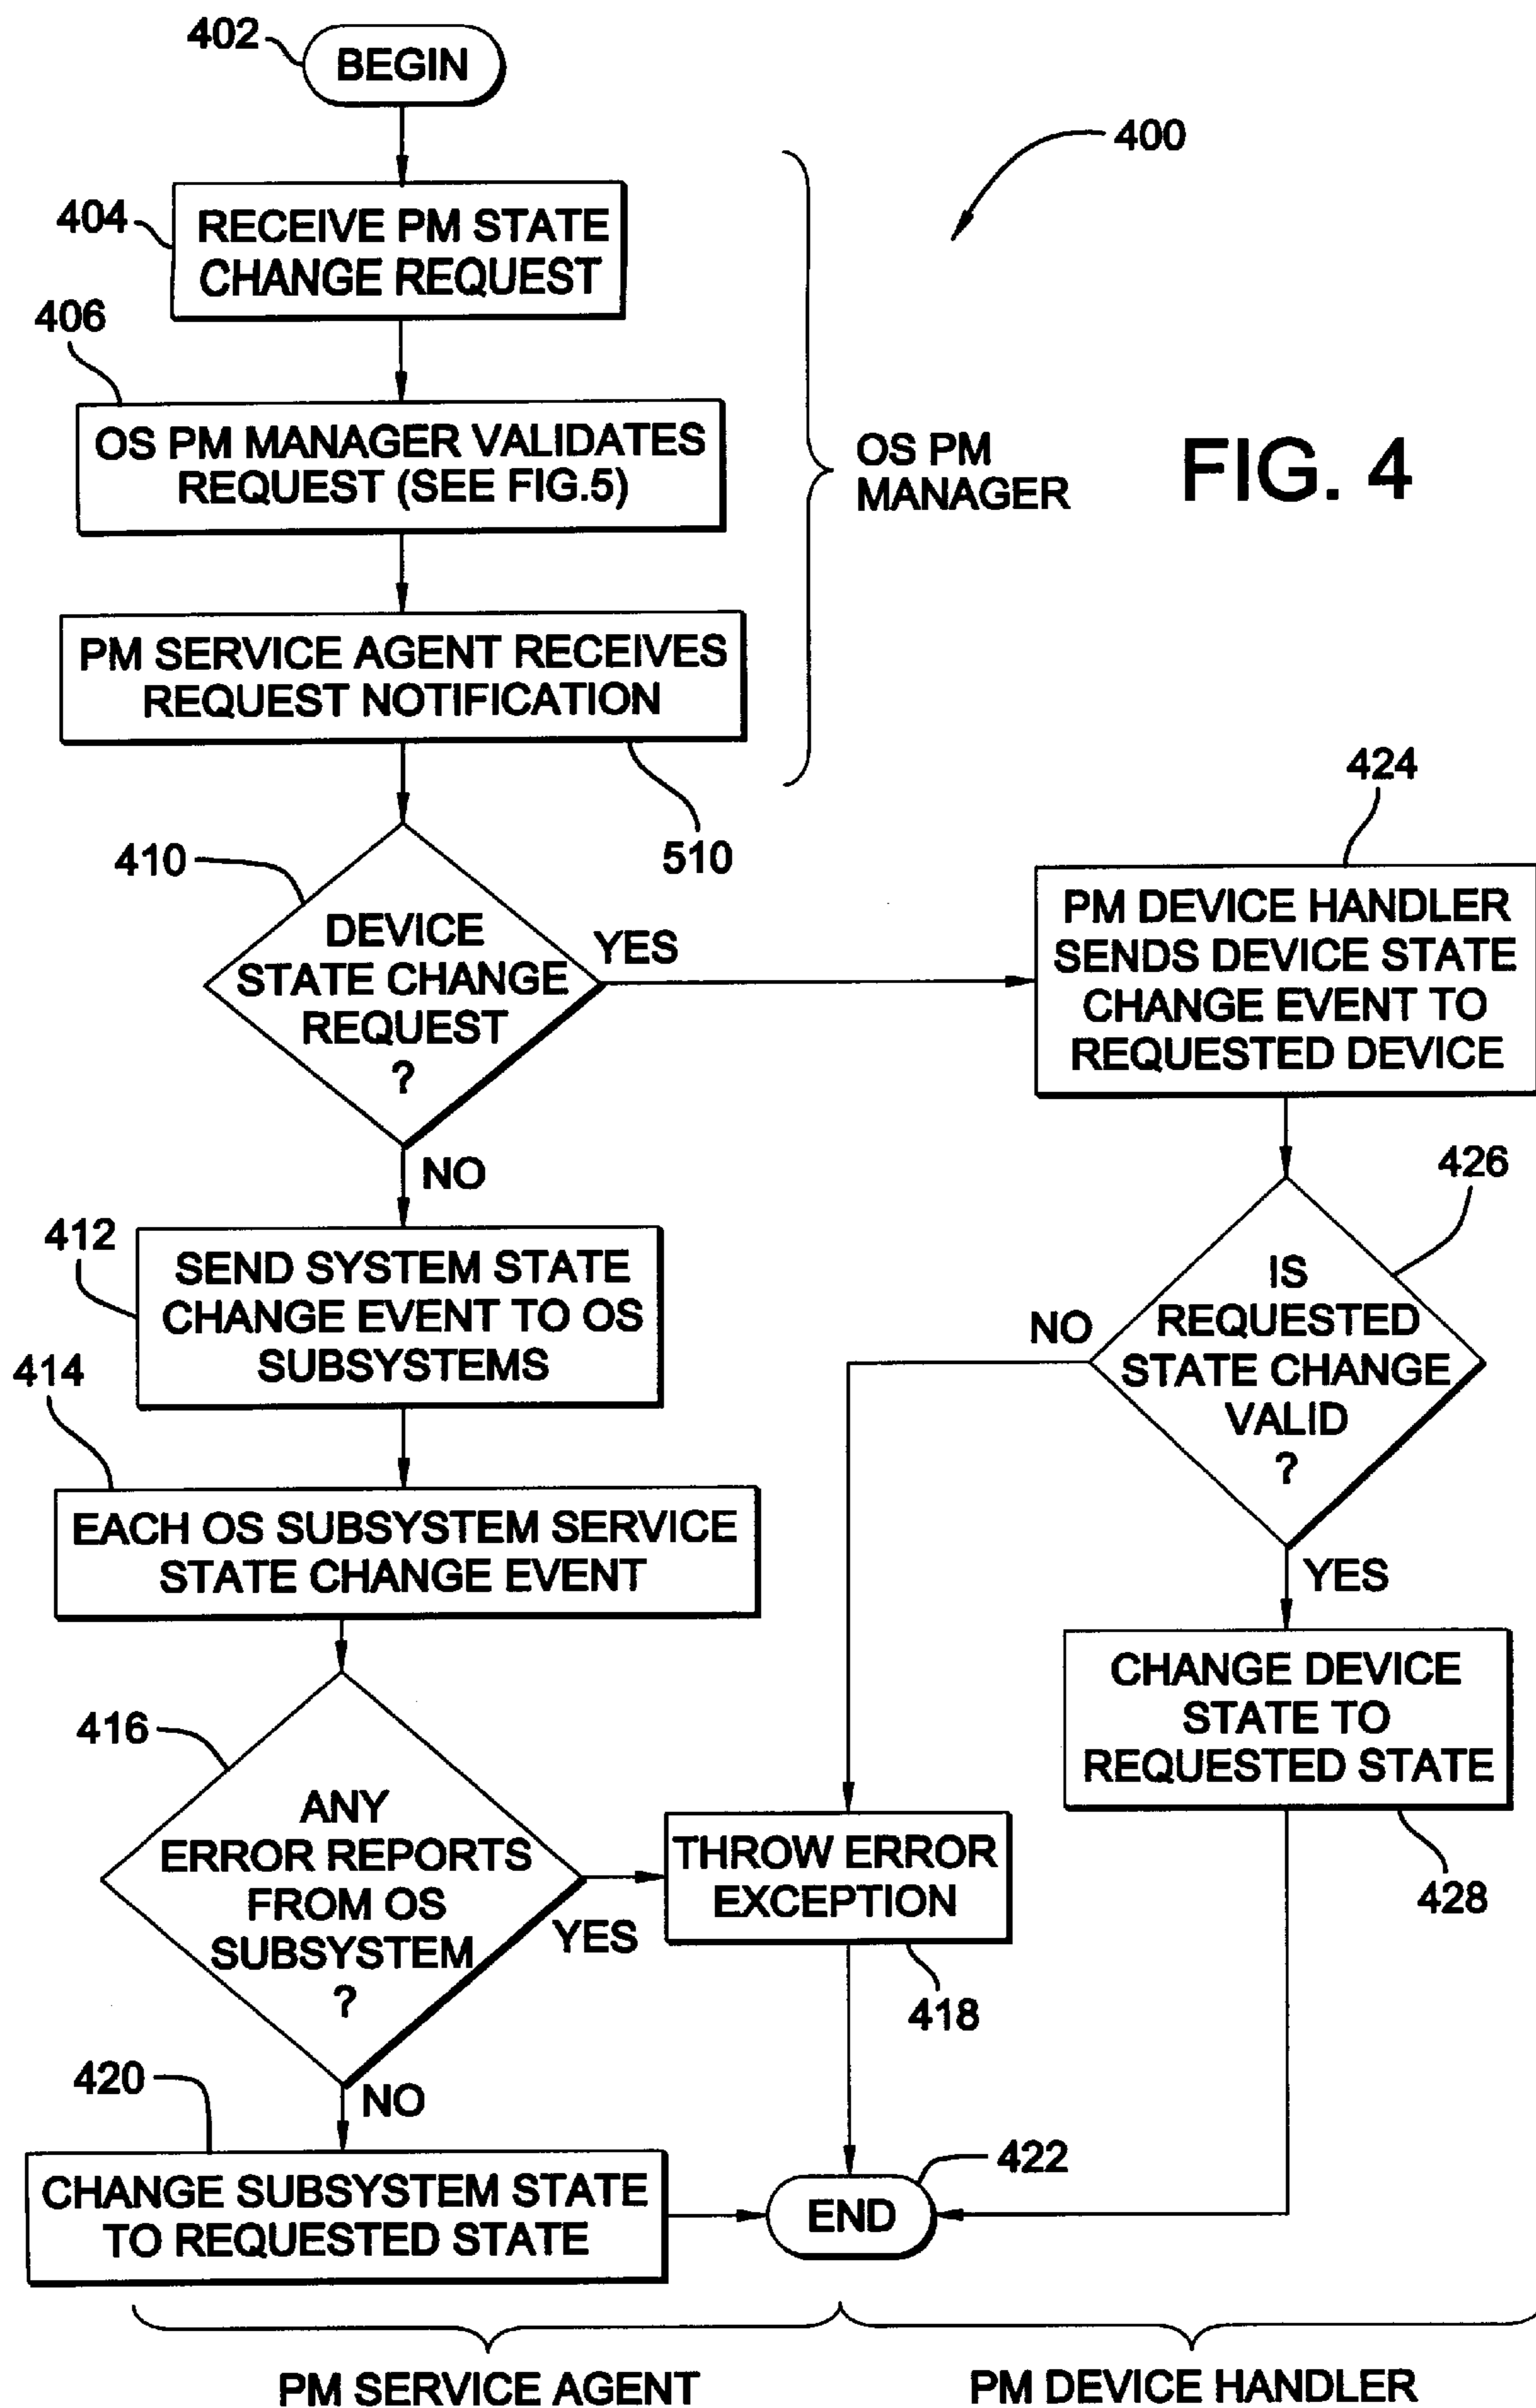 402
BEGIN
400
404
RECEIVE PM STATE
CHANGE REQUEST
406
OS PM MANAGER VALIDATES
REQUEST (SEE FIG.5)
OS PM
MANAGER
FIG. 4
PM SERVICE AGENT RECEIVES
REQUEST NOTIFICATION
510
410
DEVICE
STATE CHANGE
REQUEST
?
YES
NO
424
PM DEVICE HANDLER
SENDS DEVICE STATE
CHANGE EVENT TO
REQUESTED DEVICE
412
SEND SYSTEM STATE
CHANGE EVENT TO OS
SUBSYSTEMS
426
IS
REQUESTED
STATE CHANGE
VALID
?
NO
YES
414
EACH OS SUBSYSTEM SERVICE
STATE CHANGE EVENT
CHANGE DEVICE
STATE TO
REQUESTED STATE
428
416
ANY
ERROR REPORTS
FROM OS
SUBSYSTEM
?
YES
NO
THROW ERROR
EXCEPTION
418
420
CHANGE SUBSYSTEM STATE
TO REQUESTED STATE
422
END
PM SERVICE AGENT
PM DEVICE HANDLER